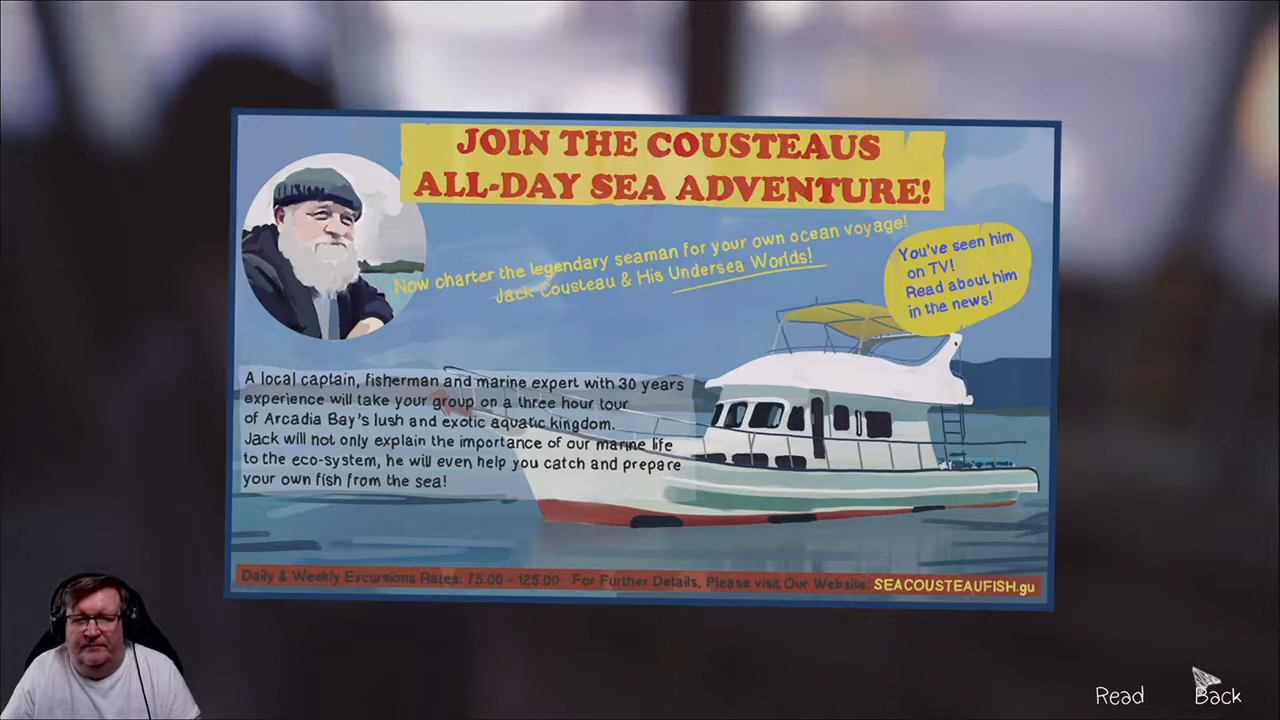 JOIN THE COUSTEAUS
ALL-DAY SEA ADVENTURE!
Now charter the legendary seaman for your own ocean voyage!
Jack Cousteau & His Undersea Worlds!
You've seen him
on TV!
Read about him
in the news!
A local captain, fisherman and marine expert with 30 years
experience will take your group on a three hour tour
of Arcadia Bay's lush and exotic aquatic kingdom.
Jack will not only explain the importance of our marine life
to the eco-system, he will even help you catch and prepare
your own fish from the sea!
Daily & Weekly Excursions Rates: 75.00 - 125.00 For Further Details, Please visit Our Website: SEACOUSTEAUFISH.gu
Read Back